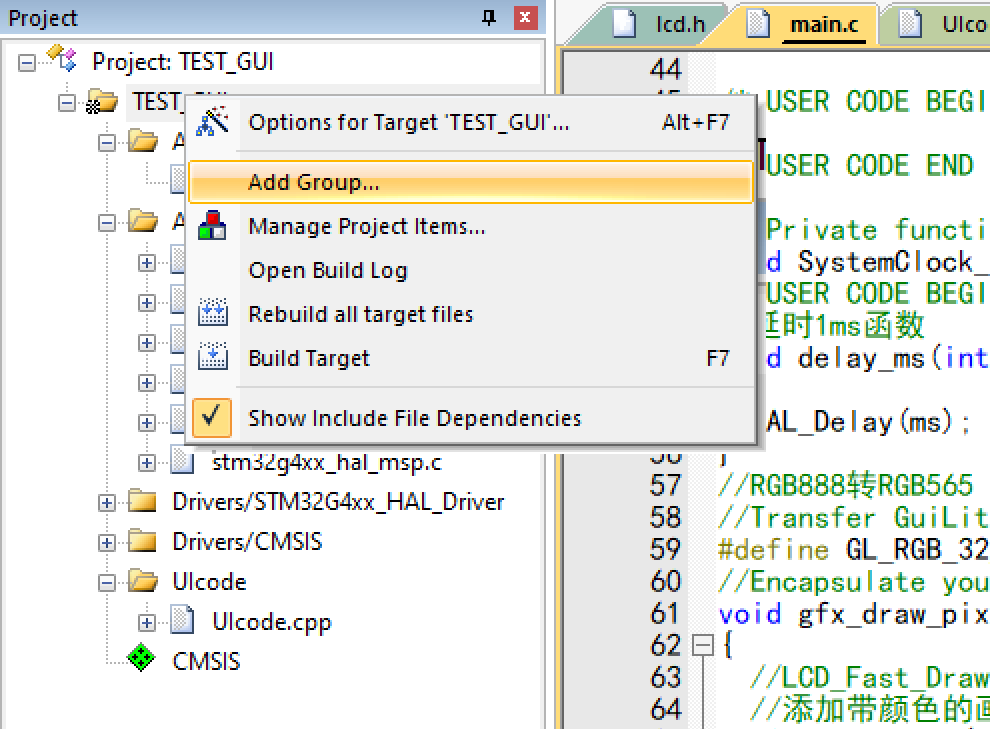 Project
Project: TEST_GUI
TEST_
Options for Target 'TEST_GUI'... Alt+F7
Add Group...
Manage Project Items...
Open Build Log
Rebuild all target files
Build Target F7
Show Include File Dependencies
stm32g4xx_hal_msp.c
Drivers/STM32G4xx_HAL_Driver
Drivers/CMSIS
UIcode
UIcode.cpp
CMSIS
lcd.h main.c UIco
44
USER CODE BEGI
USER CODE END
Private functi
d SystemClock_
USER CODE BEGI
延时1ms函数
d delay_ms(int
AL_Delay(ms);
56 }
57 //RGB888转RGB565
58 //Transfer GuiLit
59 #define GL_RGB_32
60 //Encapsulate you
61 void gfx_draw_pix
62 {
63 //LCD_Fast_Draw
64 //添加带颜色的画